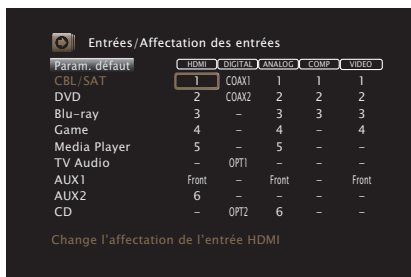 Entrées/Affectation des entrées
Param. défaut HDMI DIGITAL ANALOG COMP VIDEO
CBL/SAT 1 COAX1 1 1 1
DVD 2 COAX2 2 2 2
Blu-ray 3 – 3 3 3
Game 4 – 4 – 4
Media Player 5 – 5 – –
TV Audio – OPT1 – – –
AUX1 Front – Front – Front
AUX2 6 – – – –
CD – OPT2 6 – –
Change l'affectation de l'entrée HDMI